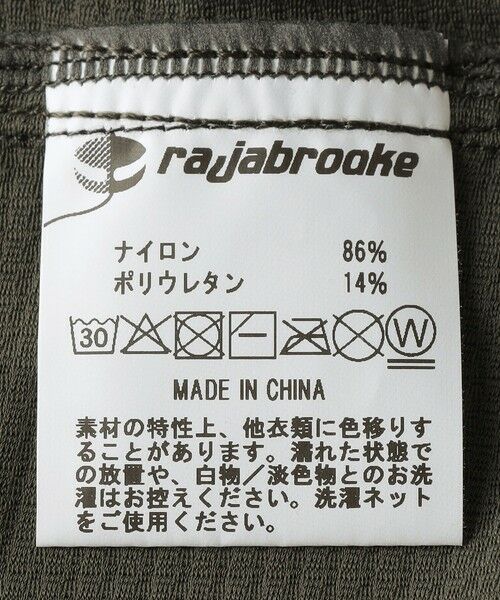 rajabrooke
ナイロン 86%
ポリウレタン 14%
30
W
MADE IN CHINA
素材の特性上、他衣類に色移りす
ることがあります。濡れた状態で
の放置や、白物／淡色物とのお洗
濯はお控えください。洗濯ネット
をご使用ください。